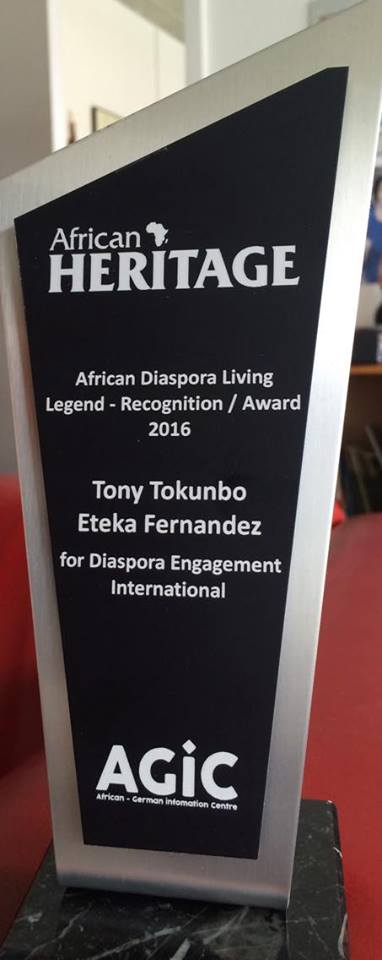 African
HERITAGE
African Diaspora Living
Legend - Recognition / Award
2016
Tony Tokunbo
Eteka Fernandez
for Diaspora Engagement
International
AGiC
African - German infomation Centre